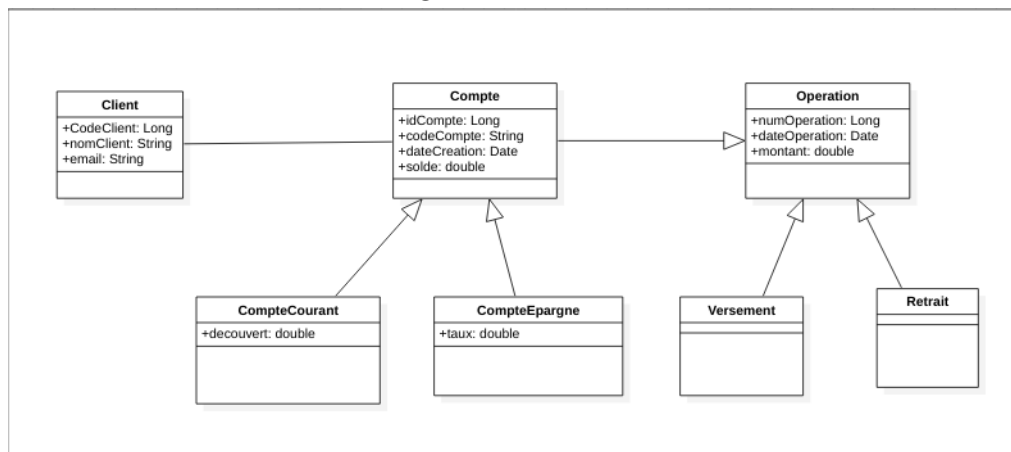 Client
+CodeClient: Long
+nomClient: String
+email: String
Compte
+idCompte: Long
+codeCompte: String
+dateCreation: Date
+solde: double
Operation
+numOperation: Long
+dateOperation: Date
+montant: double
CompteCourant
+decouvert: double
CompteEpargne
+taux: double
Versement
Retrait